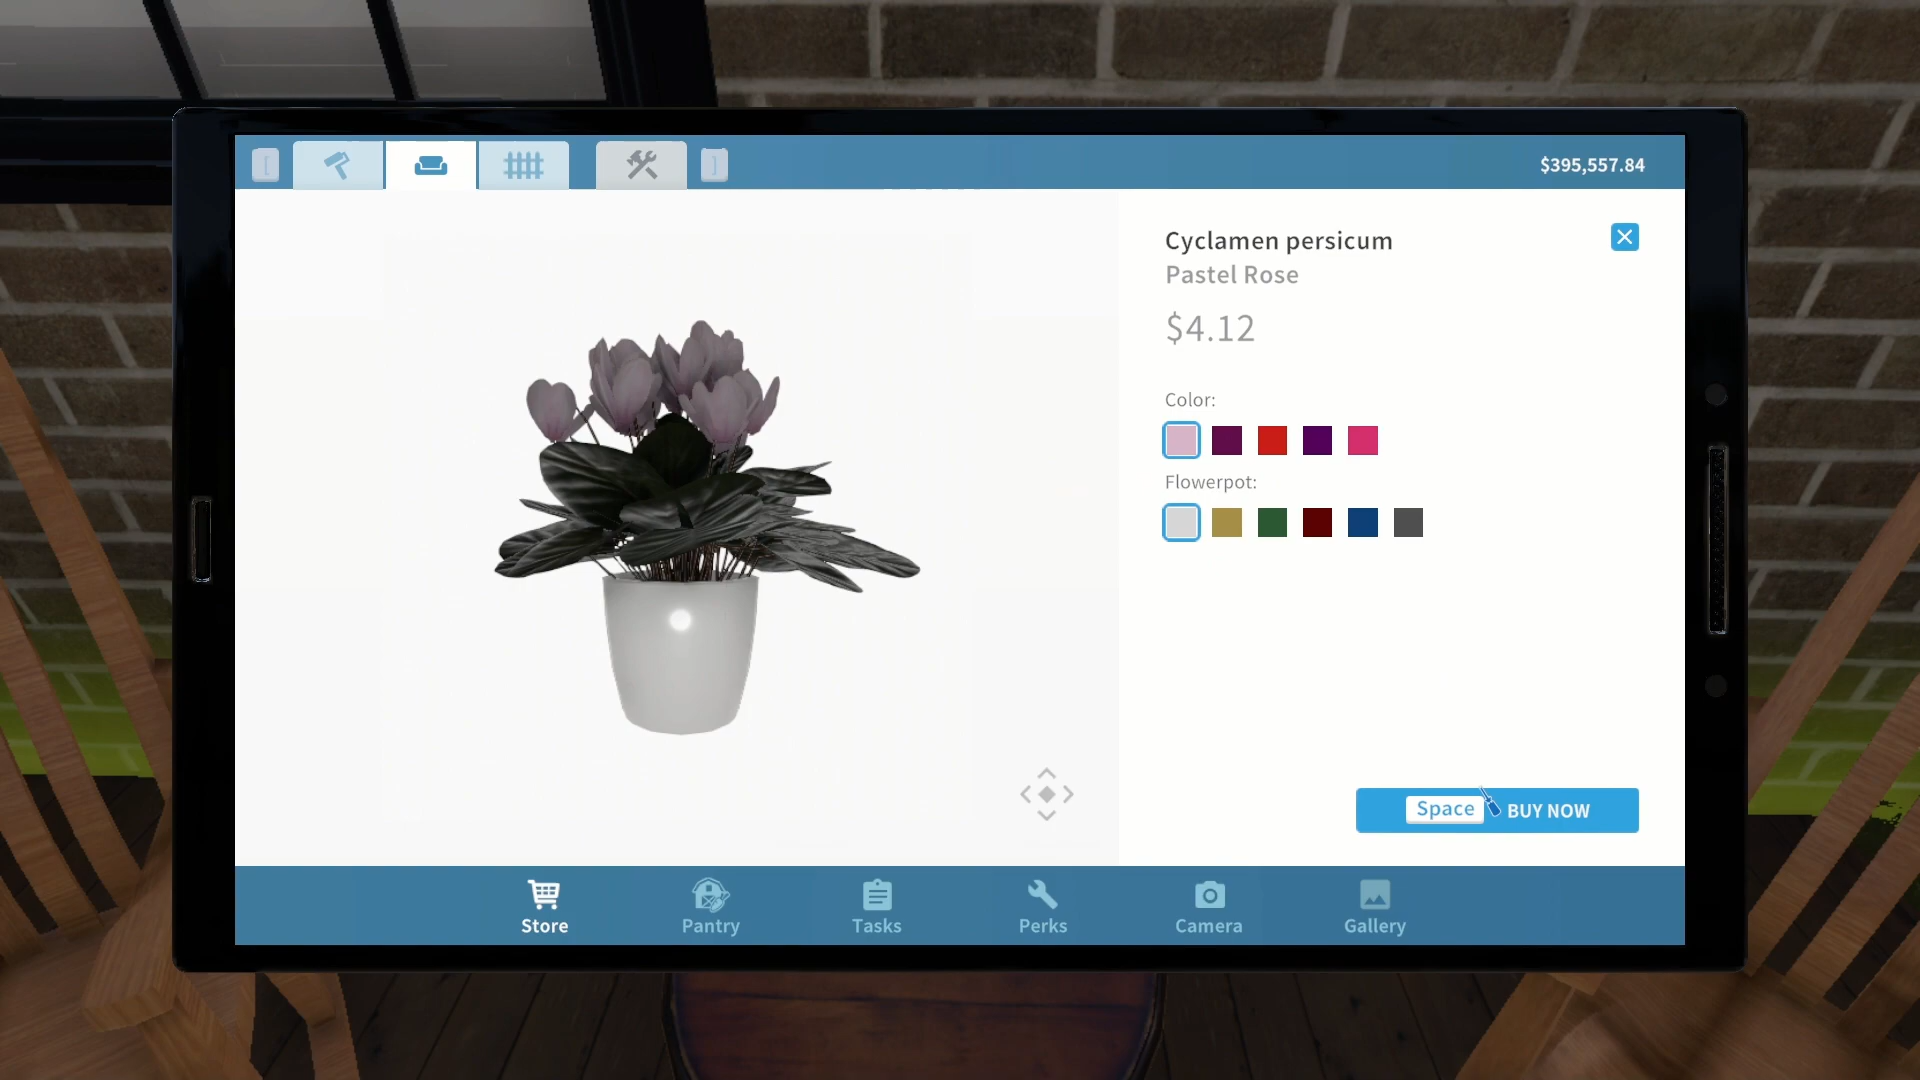 [
]
$395,557.84
Cyclamen persicum
Pastel Rose
$4.12
Color:
Flowerpot:
Space BUY NOW
Store
Pantry
Tasks
Perks
Camera
Gallery